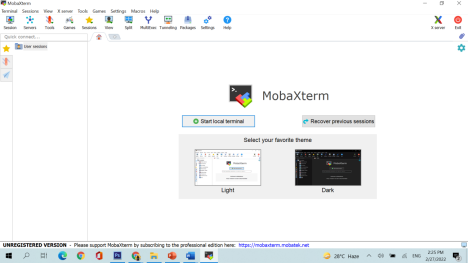 MobaXterm
Terminal Sessions View X server Tools Games Settings Macros Help
Session Servers Tools Games Sessions View Split MultiExec Tunneling Packages Settings Help
X server Exit
Quick connect...
User sessions
MobaXterm
Start local terminal
Recover previous sessions
Select your favorite theme
Light
Dark
UNREGISTERED VERSION - Please support MobaXterm by subscribing to the professional edition here: https://mobaxterm.mobatek.net
28°C Haze
ENG
2:25 PM
2/27/2022